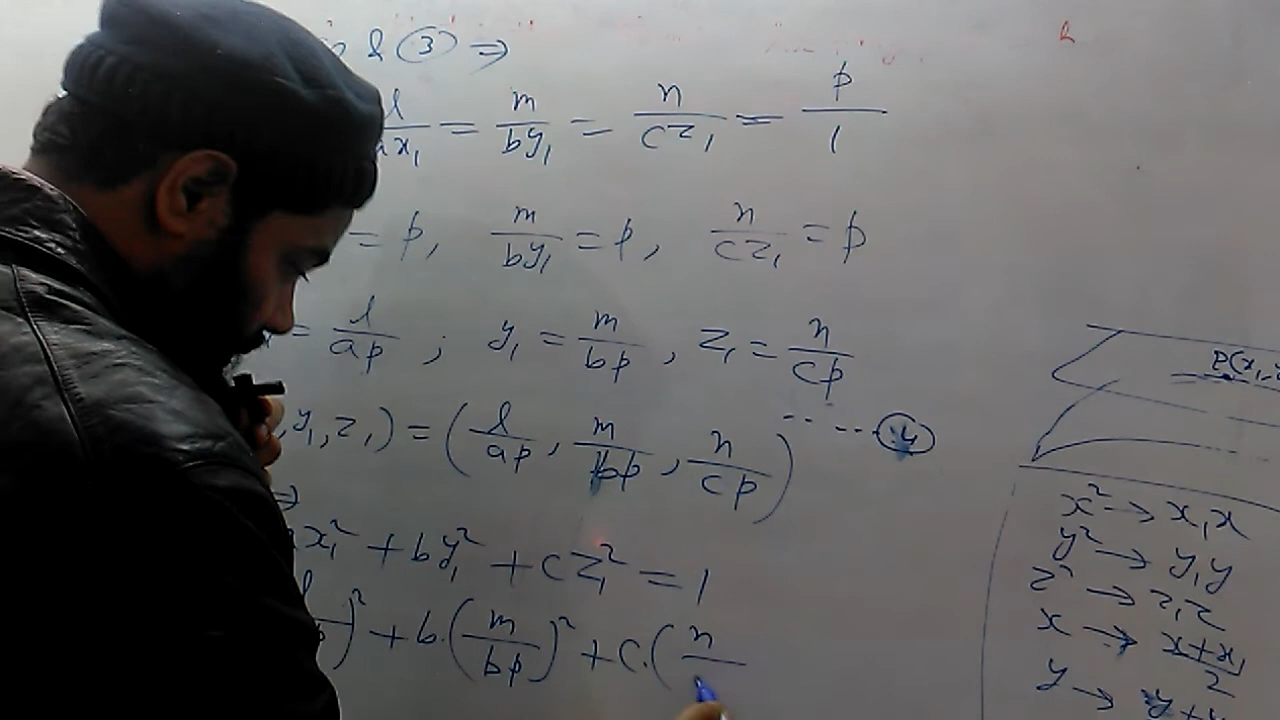 & (3) ⇒
l/ax₁ = m/by₁ = n/cz₁ = p/1
= p, m/by₁ = p, n/cz₁ = p
= l/ap ; y₁ = m/bp, z₁ = n/cp
, y₁, z₁) = (l/ap, m/bp, n/cp) ...... (4)
⇒
ax₁² + by₁² + cz₁² = 1
)² + b.(m/bp)² + c.(n/
P(x₁,
x² → x₁x
y² → y₁y
z² → z₁z
x → x+x₁/2
y → y+